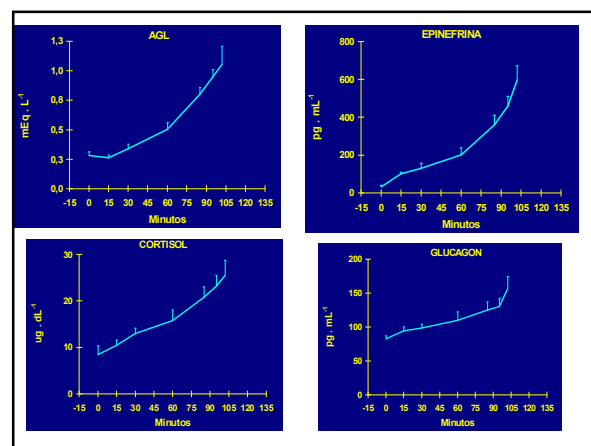 AGL
1,3
1,0
0,8
0,5
0,3
0,0
mEq . L⁻¹
-15 0 15 30 45 60 75 90 105 120 135
Minutos
EPINEFRINA
800
600
400
200
0
pg . mL⁻¹
-15 0 15 30 45 60 75 90 105 120 135
Minutos
CORTISOL
30
20
10
0
ug . dL⁻¹
-15 0 15 30 45 60 75 90 105 120 135
Minutos
GLUCAGON
200
150
100
50
0
pg . mL⁻¹
-15 0 15 30 45 60 75 90 105 120 135
Minutos